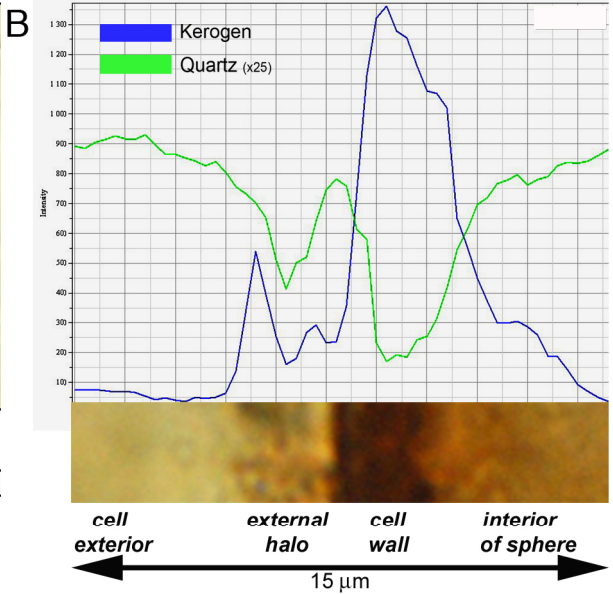 B
Kerogen
Quartz (x25)
1 300
1 200
1 100
1 000
900
800
700
600
500
400
300
200
100
Intensity
cell exterior
external halo
cell wall
interior of sphere
15 μm